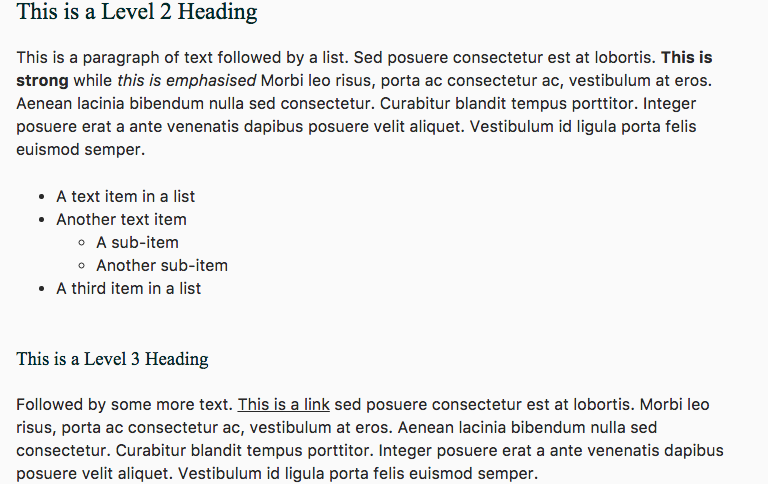 This is a Level 2 Heading
This is a paragraph of text followed by a list. Sed posuere consectetur est at lobortis. This is
strong while this is emphasised Morbi leo risus, porta ac consectetur ac, vestibulum at eros.
Aenean lacinia bibendum nulla sed consectetur. Curabitur blandit tempus porttitor. Integer
posuere erat a ante venenatis dapibus posuere velit aliquet. Vestibulum id ligula porta felis
euismod semper.
• A text item in a list
• Another text item
◦ A sub-item
◦ Another sub-item
• A third item in a list
This is a Level 3 Heading
Followed by some more text. This is a link sed posuere consectetur est at lobortis. Morbi leo
risus, porta ac consectetur ac, vestibulum at eros. Aenean lacinia bibendum nulla sed
consectetur. Curabitur blandit tempus porttitor. Integer posuere erat a ante venenatis dapibus
posuere velit aliquet. Vestibulum id ligula porta felis euismod semper.